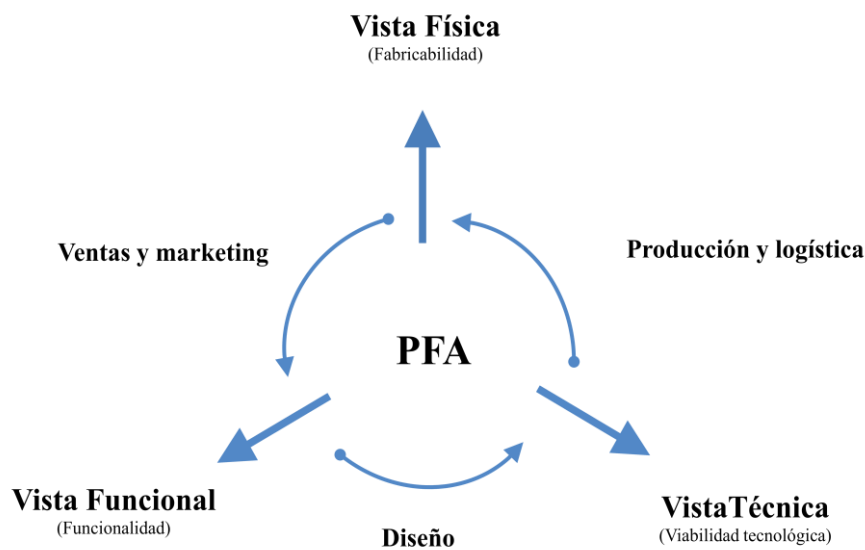 Vista Física
(Fabricabilidad)
Ventas y marketing
Producción y logística
PFA
Vista Funcional
(Funcionalidad)
VistaTécnica
(Viabilidad tecnológica)
Diseño